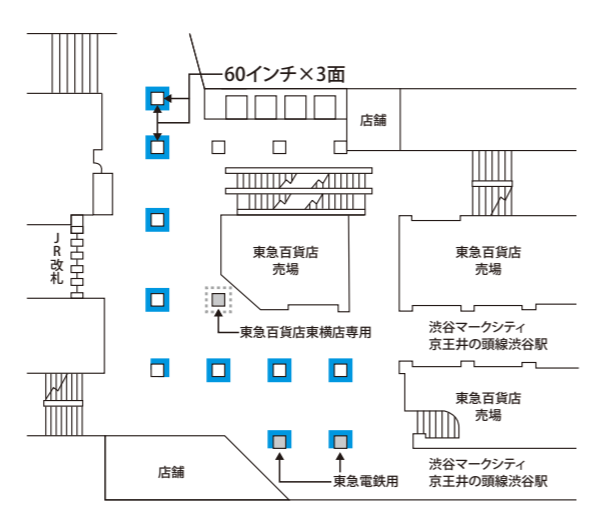 60インチ×3面
店舗
東急百貨店
売場
東急百貨店
売場
JR改札
東急百貨店東横店専用
渋谷マークシティ
京王井の頭線渋谷駅
東急百貨店
売場
店舗
東急電鉄用
渋谷マークシティ
京王井の頭線渋谷駅